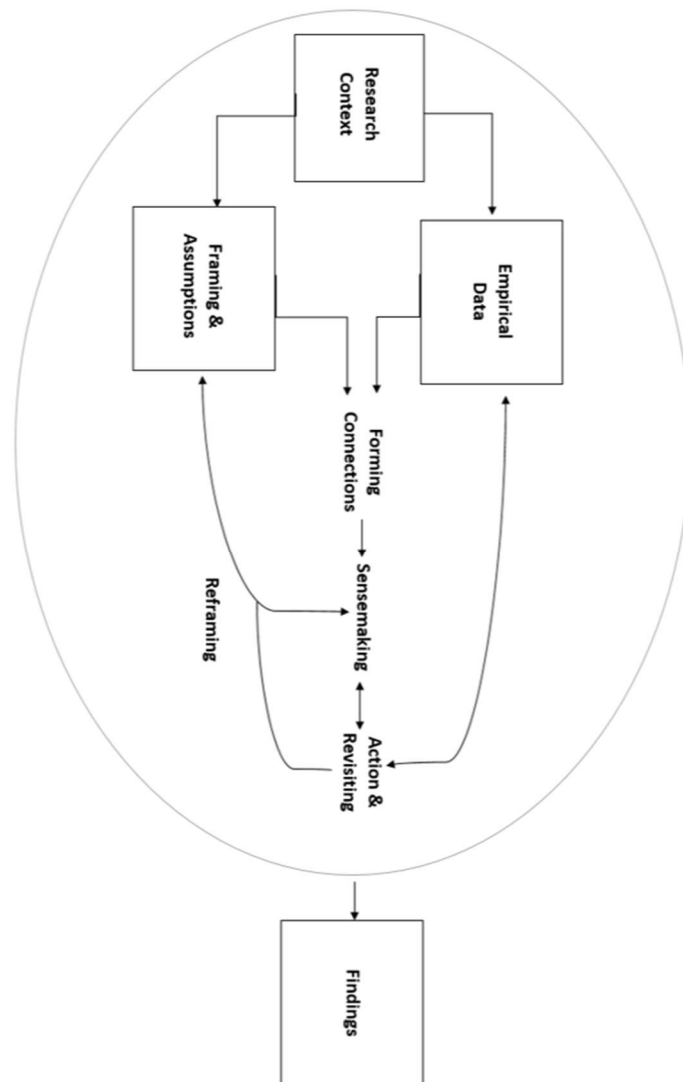 Research
Context
Empirical
Data
Framing &
Assumptions
Forming
Connections
Sensemaking
Action &
Revisiting
Reframing
Findings